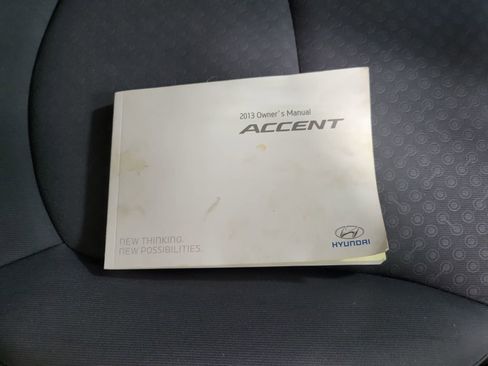 2013 Owner's Manual
ACCENT
NEW THINKING.
NEW POSSIBILITIES.
HYUNDAI